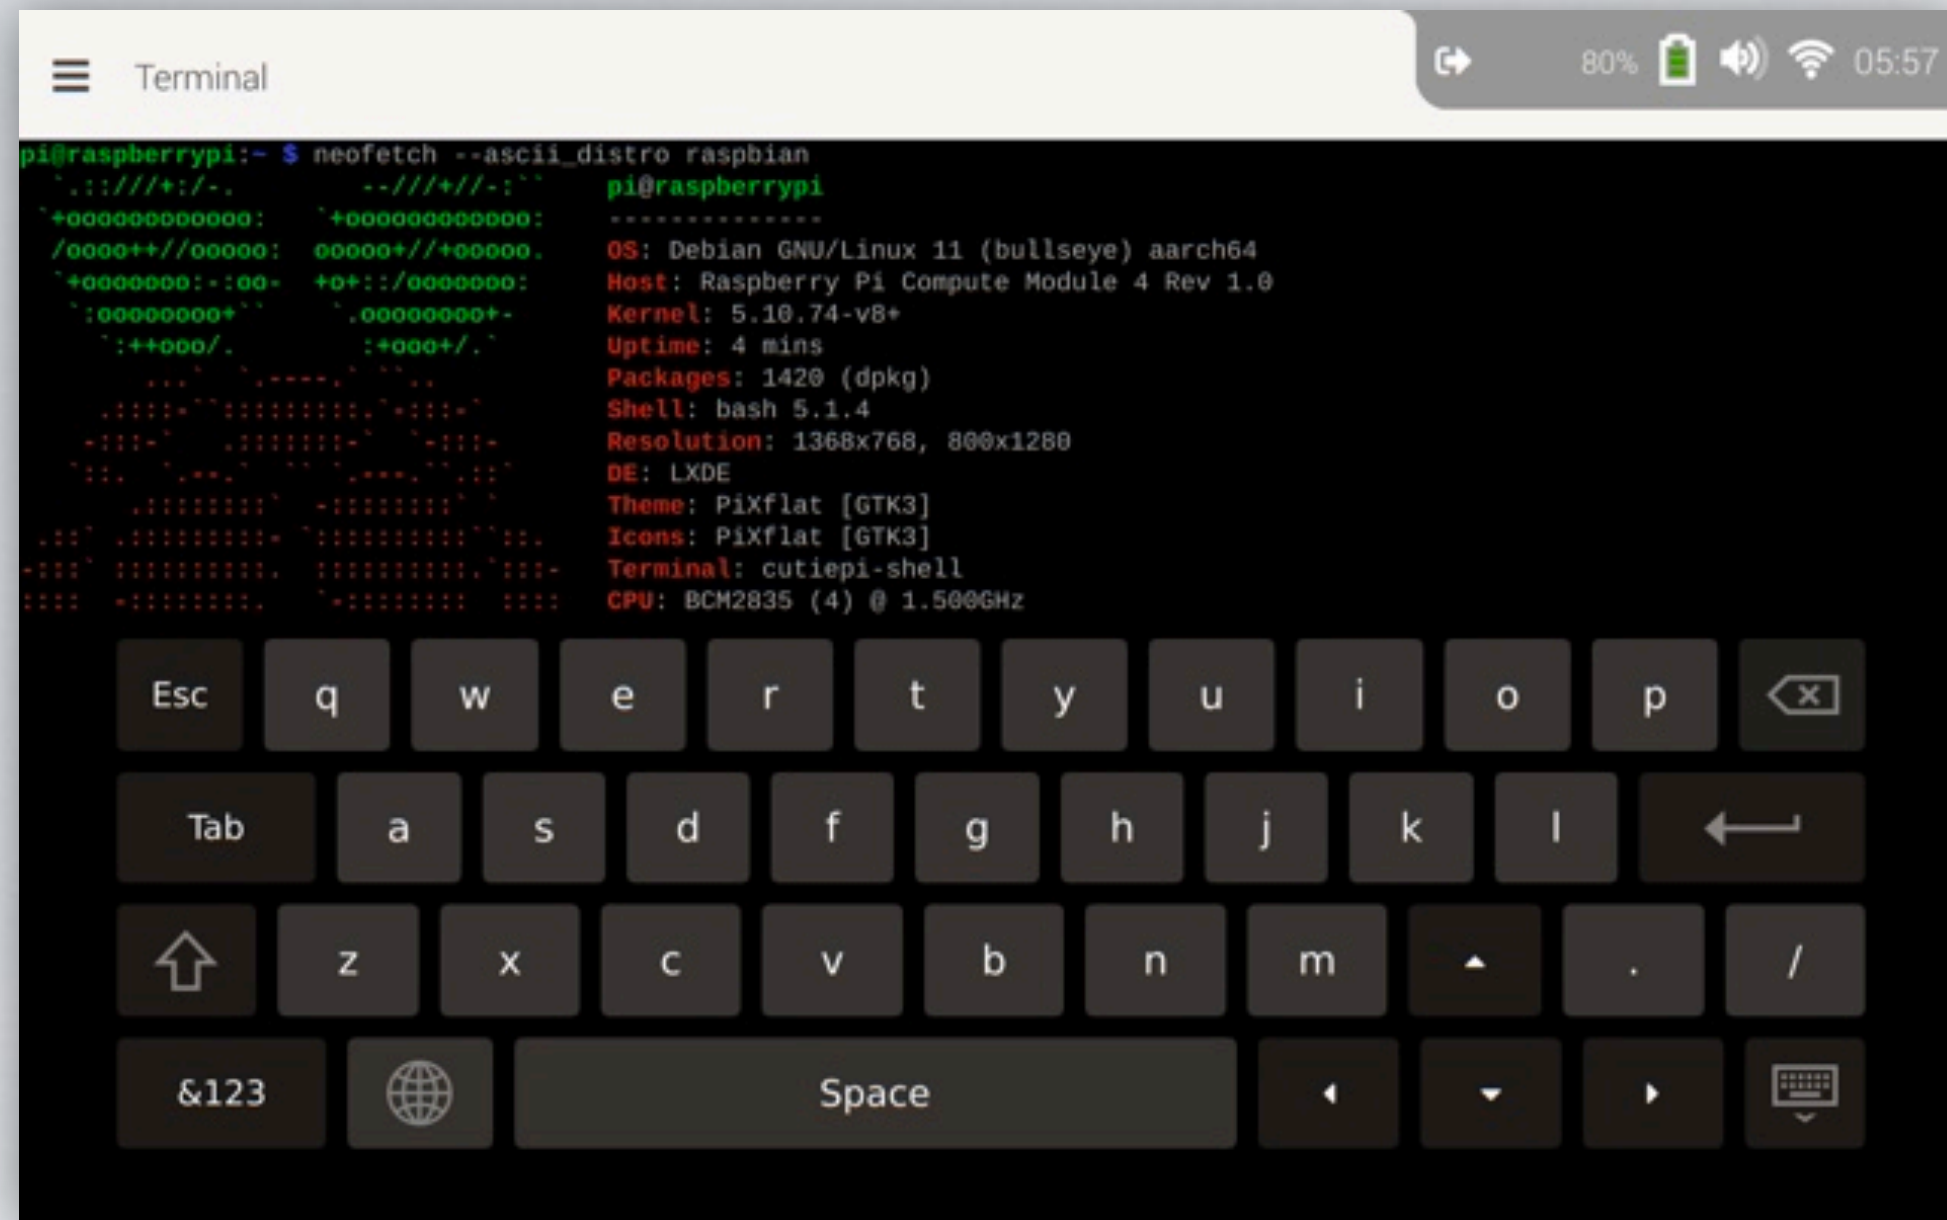 Terminal
80% 05:57
pi@raspberrypi:~ $ neofetch --ascii_distro raspbian
pi@raspberrypi
--------------
OS: Debian GNU/Linux 11 (bullseye) aarch64
Host: Raspberry Pi Compute Module 4 Rev 1.0
Kernel: 5.10.74-v8+
Uptime: 4 mins
Packages: 1420 (dpkg)
Shell: bash 5.1.4
Resolution: 1368x768, 800x1280
DE: LXDE
Theme: PiXflat [GTK3]
Icons: PiXflat [GTK3]
Terminal: cutiepi-shell
CPU: BCM2835 (4) @ 1.500GHz
Esc q w e r t y u i o p
Tab a s d f g h j k l
z x c v b n m . /
&123 Space